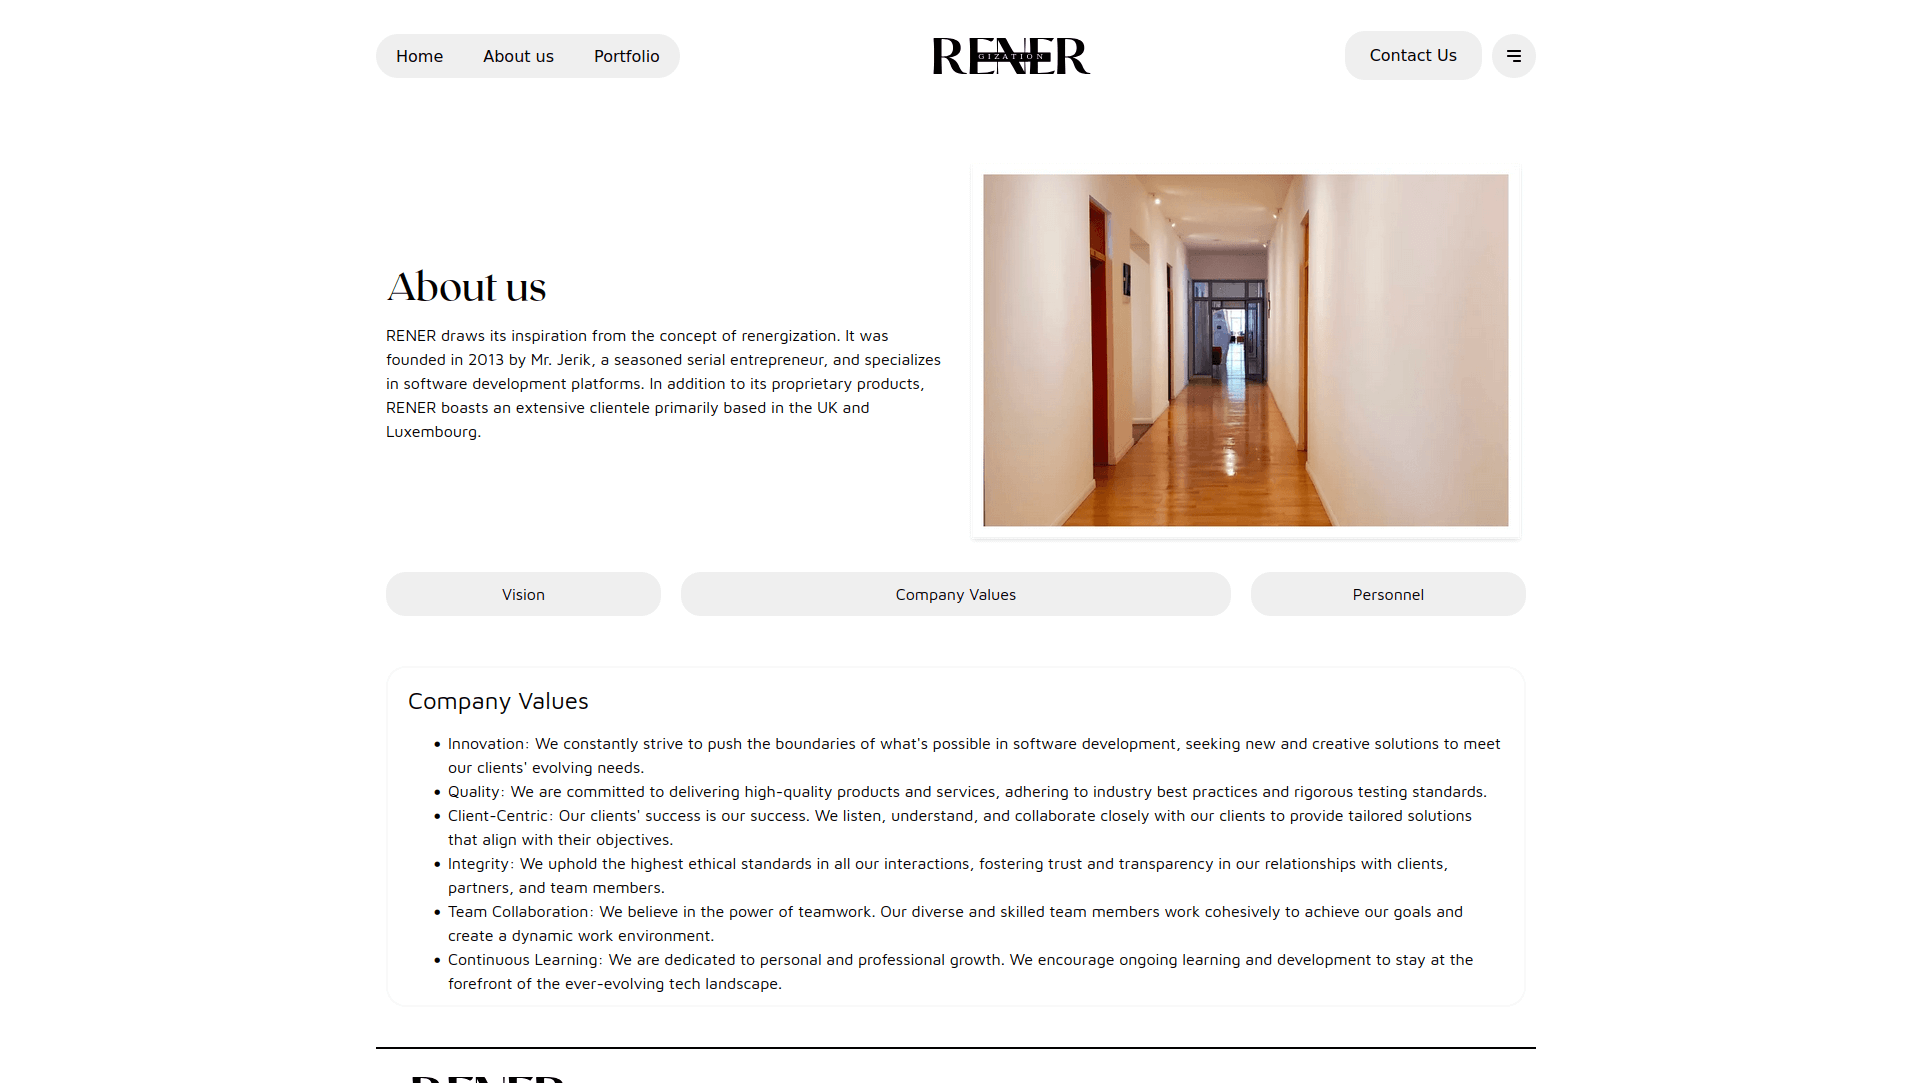 Home About us Portfolio
RENER
GIZATION
Contact Us
About us
RENER draws its inspiration from the concept of renergization. It was
founded in 2013 by Mr. Jerik, a seasoned serial entrepreneur, and specializes
in software development platforms. In addition to its proprietary products,
RENER boasts an extensive clientele primarily based in the UK and
Luxembourg.
Vision Company Values Personnel
Company Values
• Innovation: We constantly strive to push the boundaries of what's possible in software development, seeking new and creative solutions to meet
our clients' evolving needs.
• Quality: We are committed to delivering high-quality products and services, adhering to industry best practices and rigorous testing standards.
• Client-Centric: Our clients' success is our success. We listen, understand, and collaborate closely with our clients to provide tailored solutions
that align with their objectives.
• Integrity: We uphold the highest ethical standards in all our interactions, fostering trust and transparency in our relationships with clients,
partners, and team members.
• Team Collaboration: We believe in the power of teamwork. Our diverse and skilled team members work cohesively to achieve our goals and
create a dynamic work environment.
• Continuous Learning: We are dedicated to personal and professional growth. We encourage ongoing learning and development to stay at the
forefront of the ever-evolving tech landscape.
RENER